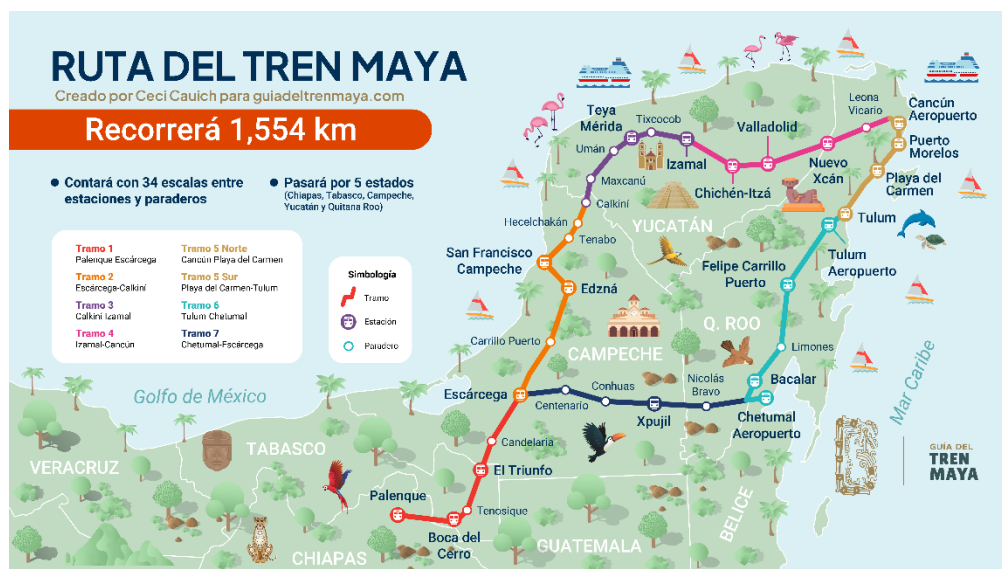 RUTA DEL TREN MAYA
Creado por Ceci Cauich para guiadeltrenmaya.com
Recorrerá 1,554 km
Contará con 34 escalas entre
estaciones y paraderos
Pasará por 5 estados
(Chiapas, Tabasco, Campeche,
Yucatán y Quitana Roo)
Tramo 1
Palenque Escárcega
Tramo 2
Escárcega-Calkiní
Tramo 3
Calkiní Izamal
Tramo 4
Izamal-Cancún
Tramo 5 Norte
Cancún Playa del Carmen
Tramo 5 Sur
Playa del Carmen-Tulum
Tramo 6
Tulum Chetumal
Tramo 7
Chetumal-Escárcega
Simbología
Tramo
Estación
Paradero
Teya
Mérida
Tixcocob
Umán
Izamal
Maxcanú
Calkiní
Chichén-Itzá
Valladolid
Nuevo
Xcán
Leona
Vicario
Cancún
Aeropuerto
Puerto
Morelos
Playa del
Carmen
Tulum
Tulum
Aeropuerto
Hecelchakán
Tenabo
YUCATÁN
San Francisco
Campeche
Edzná
Felipe Carrillo
Puerto
Q. ROO
Carrillo Puerto
CAMPECHE
Limones
Golfo de México
Escárcega
Centenario
Conhuas
Xpujil
Nicolás
Bravo
Bacalar
Chetumal
Aeropuerto
Mar Caribe
Candelaria
TABASCO
VERACRUZ
El Triunfo
Palenque
Tenosique
Boca del
Cerro
CHIAPAS
GUATEMALA
BELICE
GUÍA DEL
TREN
MAYA